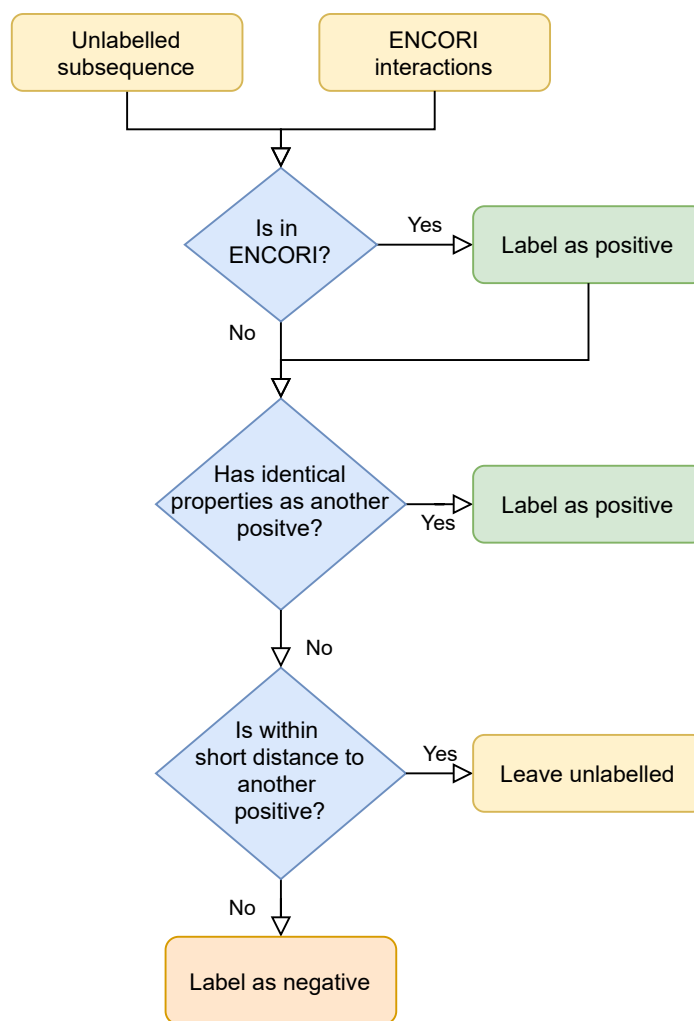 Unlabelled
subsequence
ENCORI
interactions
Is in
ENCORI?
Yes
Label as positive
No
Has identical
properties as another
positve?
Yes
Label as positive
No
Is within
short distance to
another
positive?
Yes
Leave unlabelled
No
Label as negative